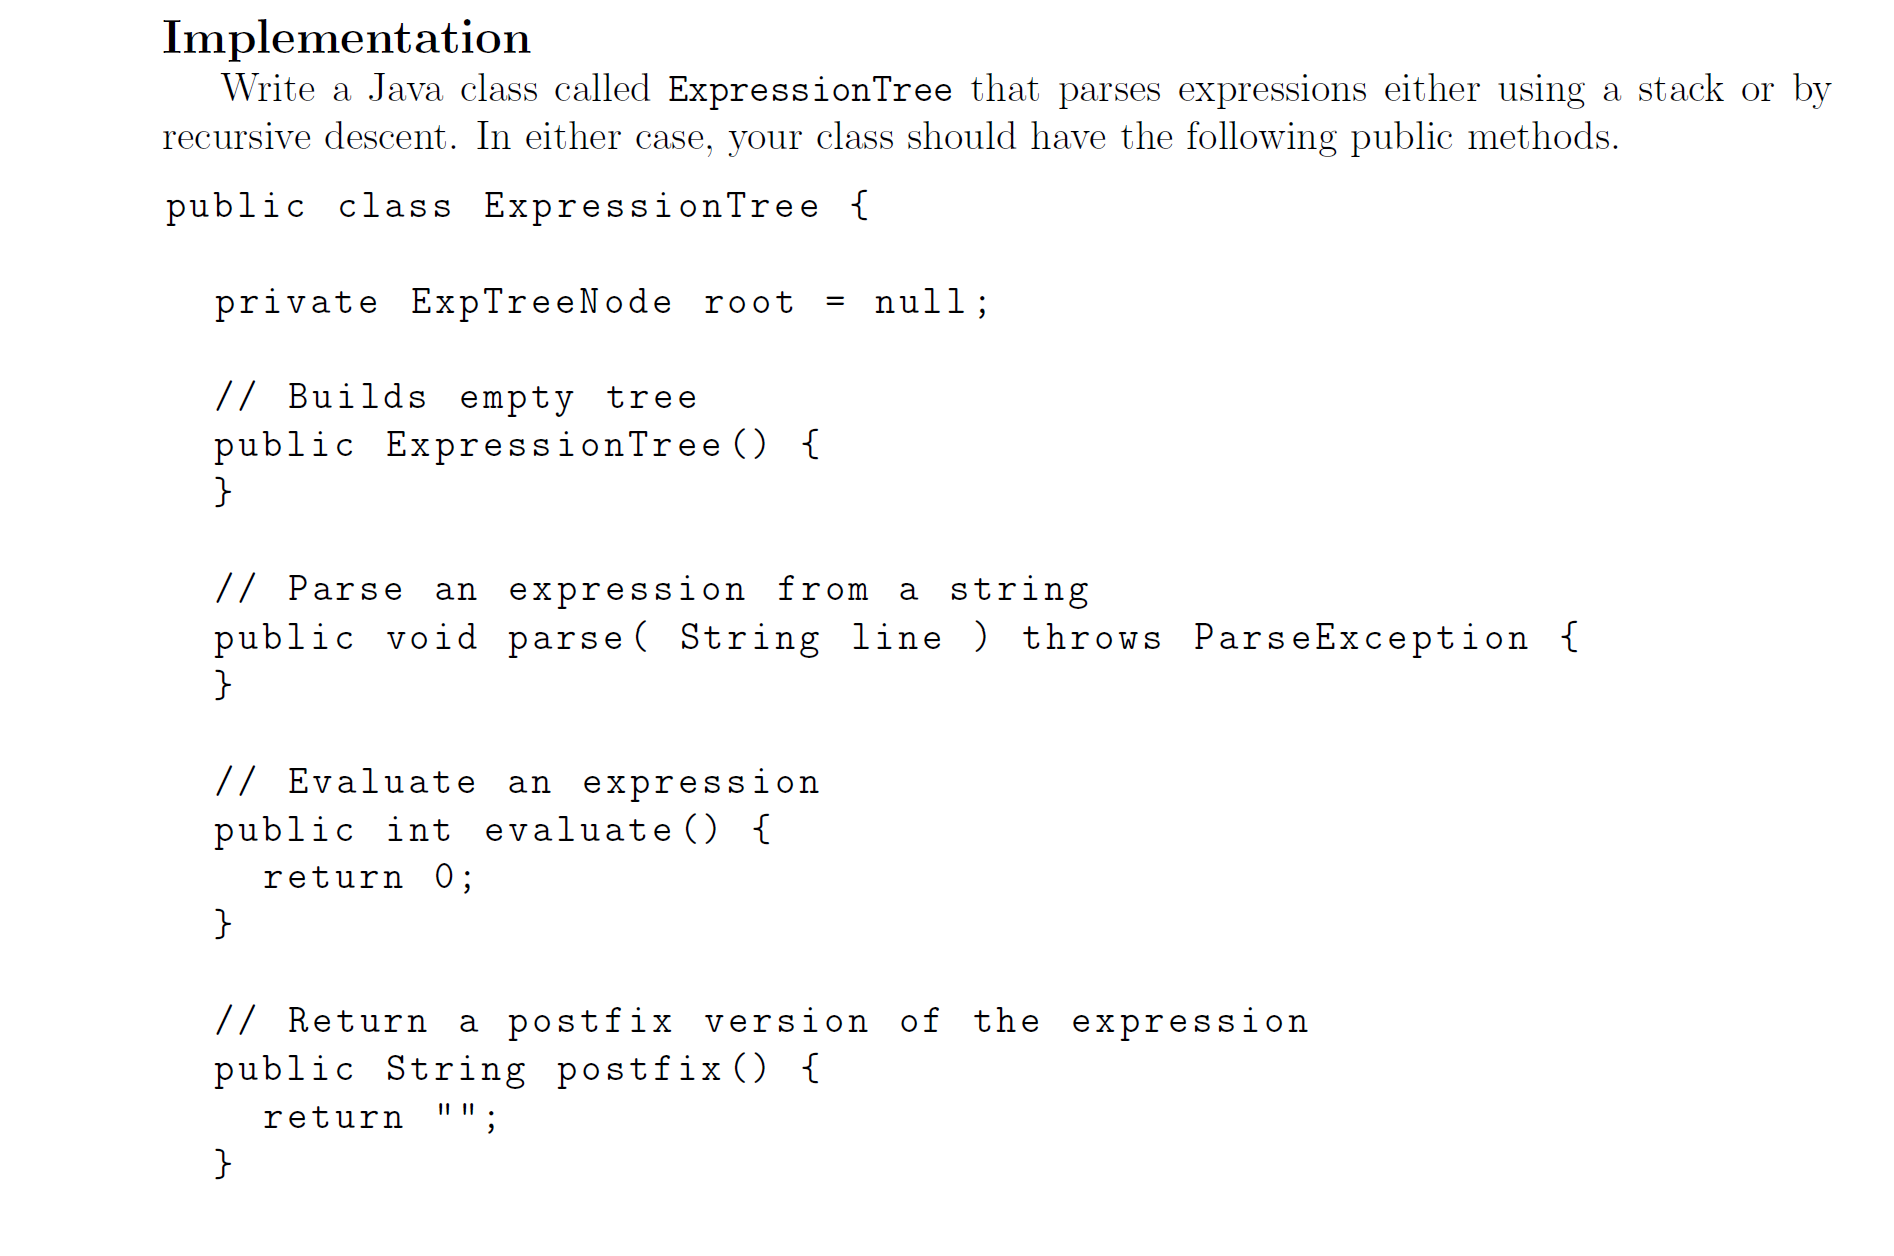 Implementation
Write a Java class called ExpressionTree that parses expressions either using a stack or by
recursive descent. In either case, your class should have the following public methods.
public class ExpressionTree {
private ExpTreeNode root = null;
// Builds empty tree
public ExpressionTree() {
}
// Parse an expression from a string
public void parse( String line ) throws ParseException {
}
// Evaluate an expression
public int evaluate() {
return 0;
}
// Return a postfix version of the expression
public String postfix() {
return "";
}